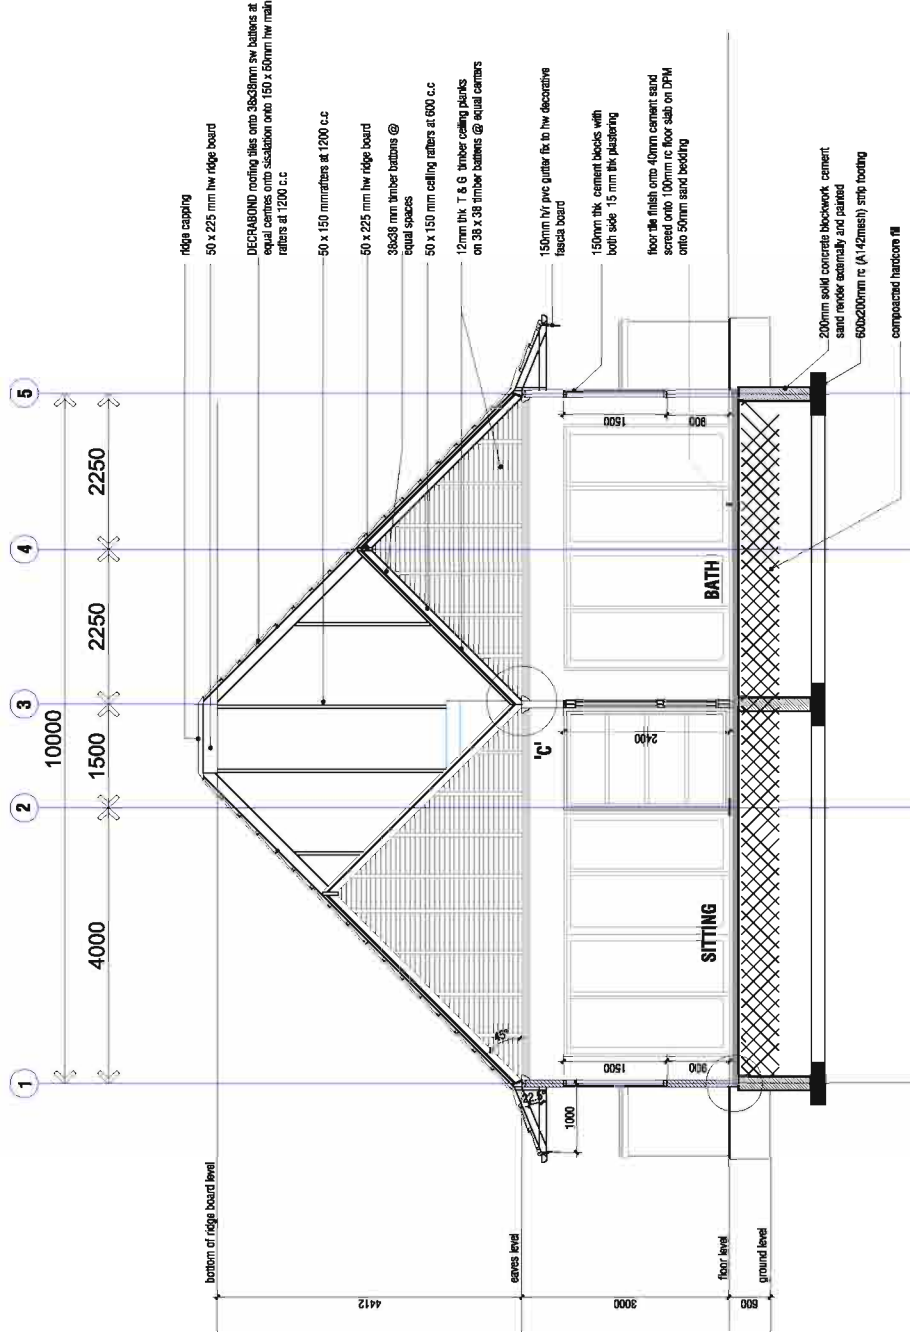 1
2
3
4
5
10000
4000
1500
2250
2250
ridge capping
50 x 225 mm hw ridge board
DECRABOND roofing tiles onto 38x38mm sw battens at
equal centres onto sisalation onto 150 x 50mm hw main
rafters at 1200 c.c
50 x 150 mmrafters at 1200 c.c
50 x 225 mm hw ridge board
38x38 mm timber battons @
equal spaces
50 x 150 mm ceiling rafters at 600 c.c
12mm thk T & G timber ceiling planks
on 38 x 38 timber battens @ equal centers
150mm h/r pvc gutter fix to hw decorative
fascia board
150mm thk cement blocks with
both side 15 mm thk plastering
floor tile finish onto 40mm cement sand
screed onto 100mm rc floor slab on DPM
onto 50mm sand bedding
200mm solid concrete blockwork cement
sand render externally and painted
600x200mm rc (A142mesh) strip footing
compoacted hardcore fill
bottom of ridge board level
eaves level
floor level
ground level
4412
3000
600
1000
45°
1500
900
2400
1500
900
'C'
SITTING
BATH